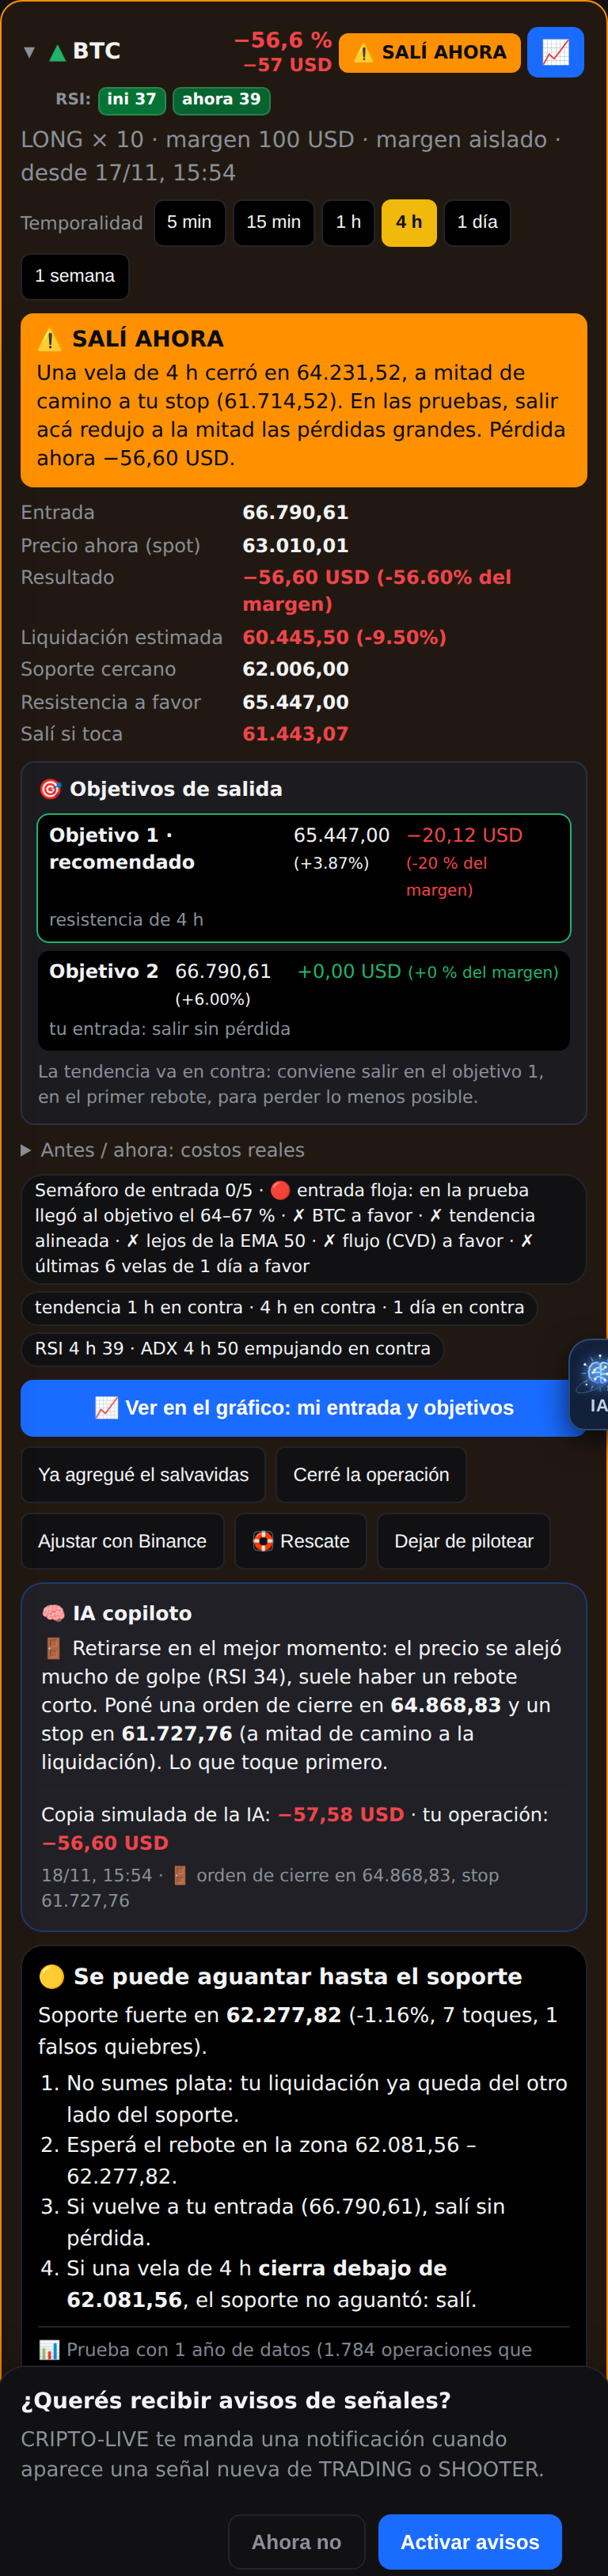 ▼ ▲ BTC −56,6 % −57 USD ⚠️ SALÍ AHORA 📈
RSI: ini 37 ahora 39
LONG × 10 · margen 100 USD · margen aislado ·
desde 17/11, 15:54
Temporalidad 5 min 15 min 1 h 4 h 1 día
1 semana
⚠️ SALÍ AHORA
Una vela de 4 h cerró en 64.231,52, a mitad de
camino a tu stop (61.714,52). En las pruebas, salir
acá redujo a la mitad las pérdidas grandes. Pérdida
ahora −56,60 USD.
Entrada 66.790,61
Precio ahora (spot) 63.010,01
Resultado −56,60 USD (-56.60% del
margen)
Liquidación estimada 60.445,50 (-9.50%)
Soporte cercano 62.006,00
Resistencia a favor 65.447,00
Salí si toca 61.443,07
🎯 Objetivos de salida
Objetivo 1 · 65.447,00 −20,12 USD
recomendado (+3.87%) (-20 % del
margen)
resistencia de 4 h
Objetivo 2 66.790,61 +0,00 USD (+0 % del margen)
(+6.00%)
tu entrada: salir sin pérdida
La tendencia va en contra: conviene salir en el objetivo 1,
en el primer rebote, para perder lo menos posible.
▶ Antes / ahora: costos reales
Semáforo de entrada 0/5 · 🔴 entrada floja: en la prueba
llegó al objetivo el 64–67 % · ✗ BTC a favor · ✗ tendencia
alineada · ✗ lejos de la EMA 50 · ✗ flujo (CVD) a favor · ✗
últimas 6 velas de 1 día a favor
tendencia 1 h en contra · 4 h en contra · 1 día en contra
RSI 4 h 39 · ADX 4 h 50 empujando en contra
IA
📈 Ver en el gráfico: mi entrada y objetivos
Ya agregué el salvavidas Cerré la operación
Ajustar con Binance 🛟 Rescate Dejar de pilotear
🧠 IA copiloto
🚪 Retirarse en el mejor momento: el precio se alejó
mucho de golpe (RSI 34), suele haber un rebote
corto. Poné una orden de cierre en 64.868,83 y un
stop en 61.727,76 (a mitad de camino a la
liquidación). Lo que toque primero.
Copia simulada de la IA: −57,58 USD · tu operación:
−56,60 USD
18/11, 15:54 · 🚪 orden de cierre en 64.868,83, stop
61.727,76
🟡 Se puede aguantar hasta el soporte
Soporte fuerte en 62.277,82 (-1.16%, 7 toques, 1
falsos quiebres).
1. No sumes plata: tu liquidación ya queda del otro
lado del soporte.
2. Esperá el rebote en la zona 62.081,56 –
62.277,82.
3. Si vuelve a tu entrada (66.790,61), salí sin
pérdida.
4. Si una vela de 4 h cierra debajo de
62.081,56, el soporte no aguantó: salí.
📊 Prueba con 1 año de datos (1.784 operaciones que
¿Querés recibir avisos de señales?
CRIPTO-LIVE te manda una notificación cuando
aparece una señal nueva de TRADING o SHOOTER.
Ahora no Activar avisos